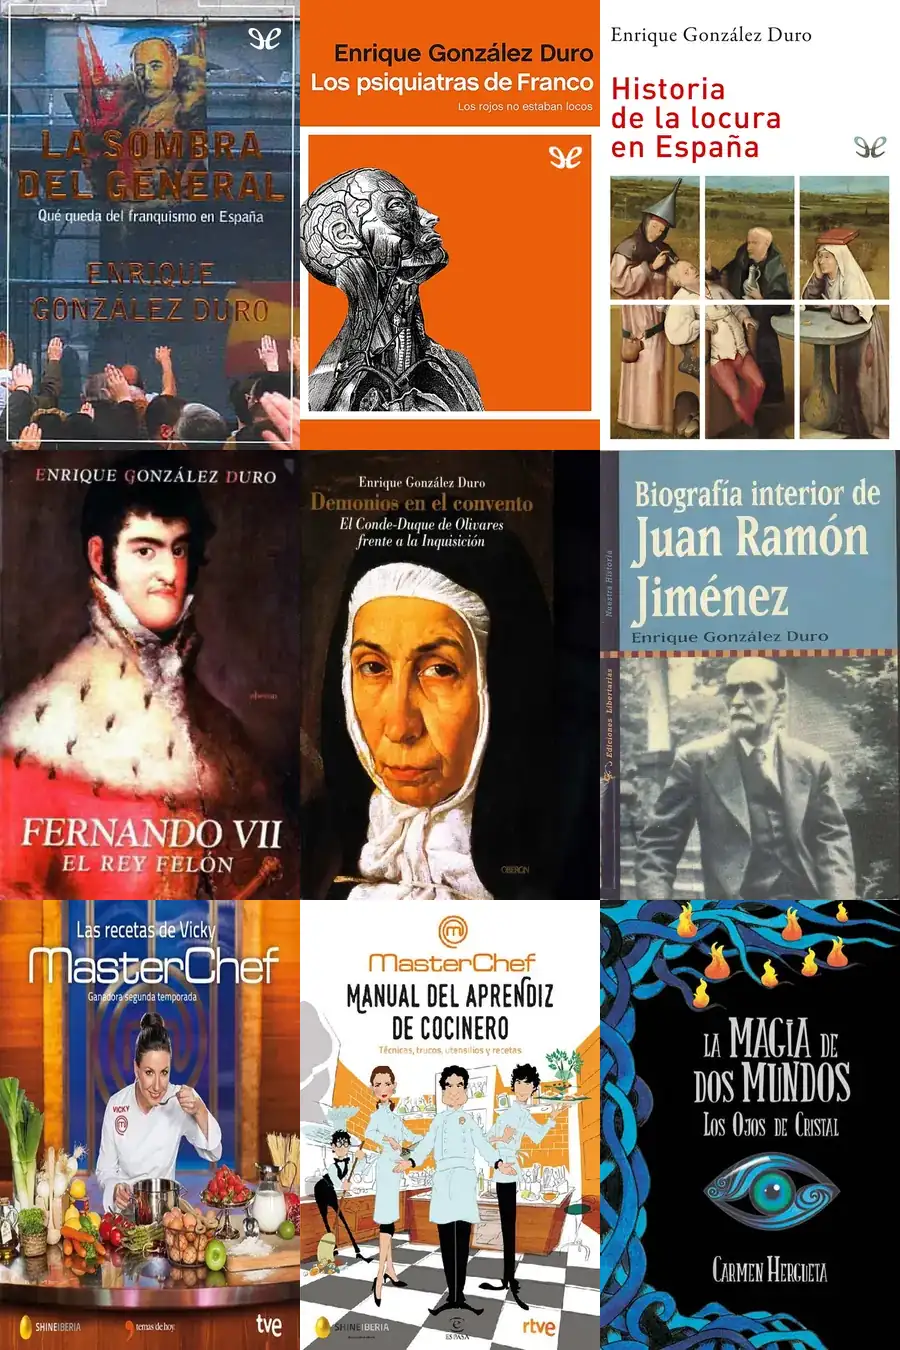 LA SOMBRA
DEL GENERAL
Qué queda del franquismo en España
ENRIQUE
GONZÁLEZ DURO
Enrique González Duro
Los psiquiatras de Franco
Los rojos no estaban locos
Enrique González Duro
Historia
de la locura
en España
ENRIQUE GONZÁLEZ DURO
FERNANDO VII
EL REY FELÓN
Enrique González Duro
Demonios en el convento
El Conde-Duque de Olivares
frente a la Inquisición
OBERON
Biografía interior de
Juan Ramón
Jiménez
Enrique González Duro
Nuestra Historia
Ediciones Libertarias
Las recetas de Vicky
MasterChef
Ganadora segunda temporada
VICKY
SHINEIBERIA
temas de hoy.
tve
MasterChef
MANUAL DEL APRENDIZ
DE COCINERO
Técnicas, trucos, utensilios y recetas
SHINEIBERIA
ESPASA
rtve
LA MAGIA DE
DOS MUNDOS
LOS OJOS DE CRISTAL
CARMEN HERGUETA